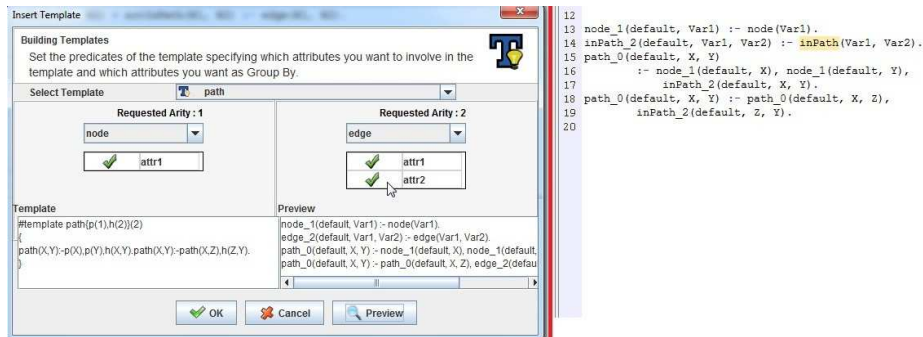 Insert Template
Building Templates
Set the predicates of the template specifying which attributes you want to involve in the
template and which attributes you want as Group By.
Select Template path
Requested Arity : 1
node
attr1
Requested Arity : 2
edge
attr1
attr2
Template
#template path{p(1),h(2)}(2)
{
path(X,Y):-p(X),p(Y),h(X,Y).path(X,Y):-path(X,Z),h(Z,Y).
}
Preview
node_1(default, Var1) :- node(Var1).
edge_2(default, Var1, Var2) :- edge(Var1, Var2).
path_0(default, X, Y) :- node_1(default, X), node_1(default,
path_0(default, X, Y) :- path_0(default, X, Z), edge_2(defau
OK Cancel Preview
12
13 node_1(default, Var1) :- node(Var1).
14 inPath_2(default, Var1, Var2) :- inPath(Var1, Var2).
15 path_0(default, X, Y)
16 :- node_1(default, X), node_1(default, Y),
17 inPath_2(default, X, Y).
18 path_0(default, X, Y) :- path_0(default, X, Z),
19 inPath_2(default, Z, Y).
20